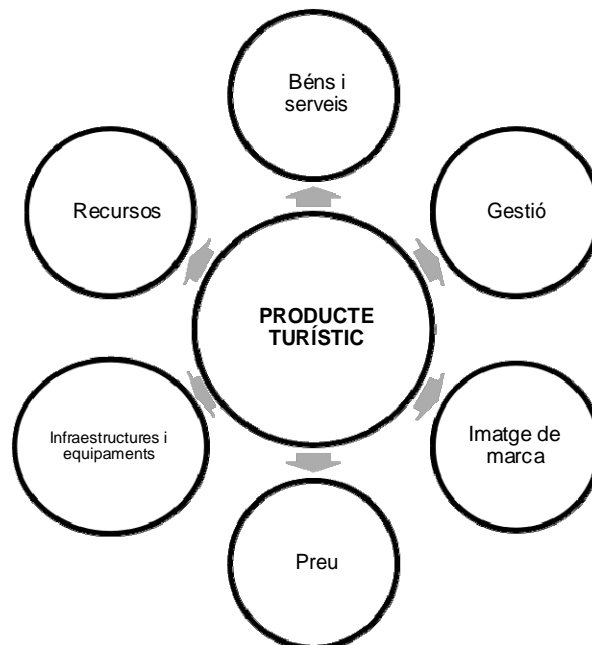 Béns i
serveis
Recursos
Gestió
PRODUCTE
TURÍSTIC
Infraestructures i
equipaments
Imatge de
marca
Preu